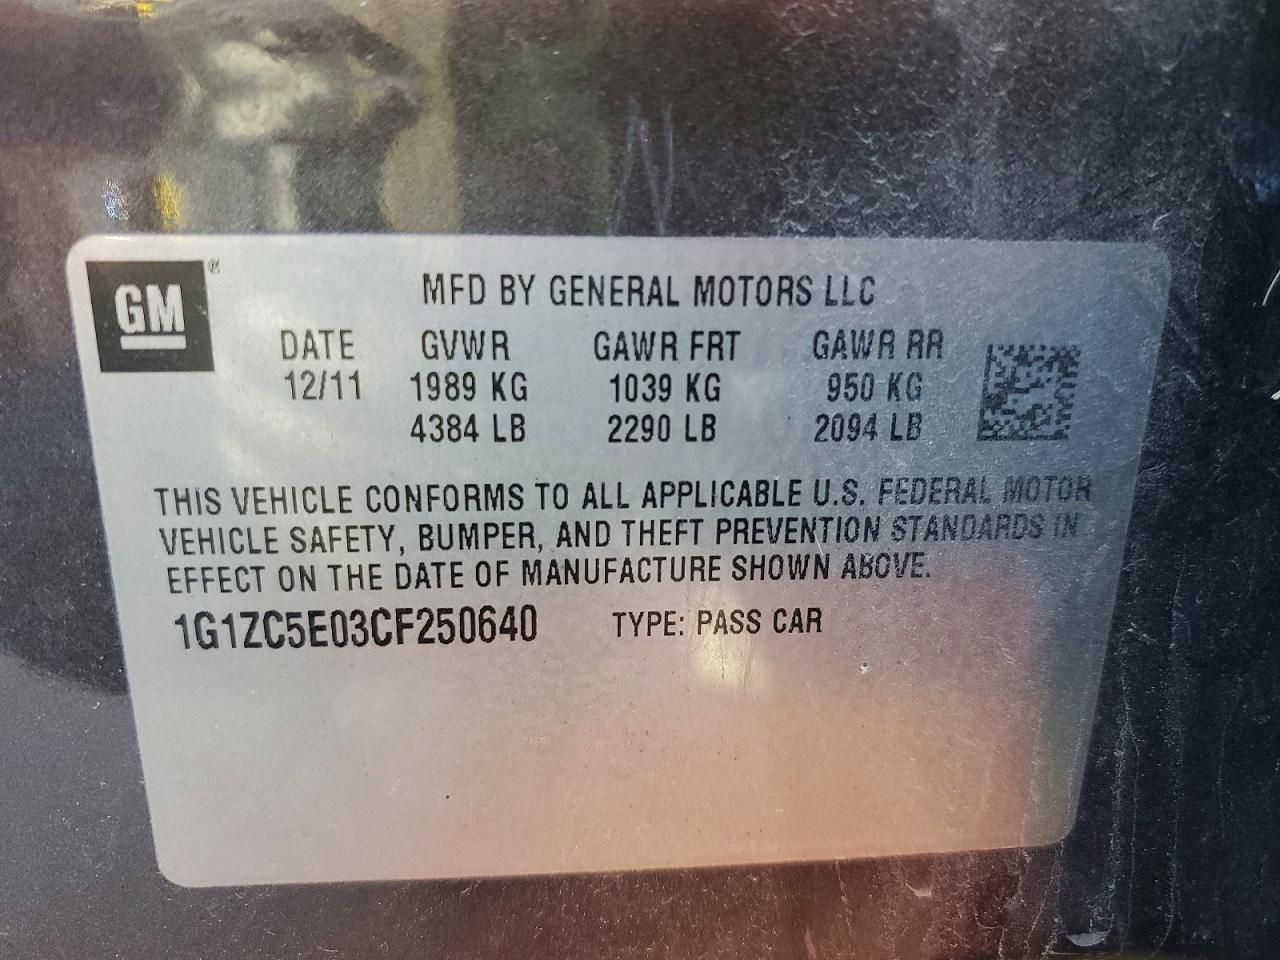 GM®
MFD BY GENERAL MOTORS LLC
DATE GVWR GAWR FRT GAWR RR
12/11 1989 KG 1039 KG 950 KG
4384 LB 2290 LB 2094 LB
THIS VEHICLE CONFORMS TO ALL APPLICABLE U.S. FEDERAL MOTOR
VEHICLE SAFETY, BUMPER, AND THEFT PREVENTION STANDARDS IN
EFFECT ON THE DATE OF MANUFACTURE SHOWN ABOVE.
1G1ZC5E03CF250640 TYPE: PASS CAR